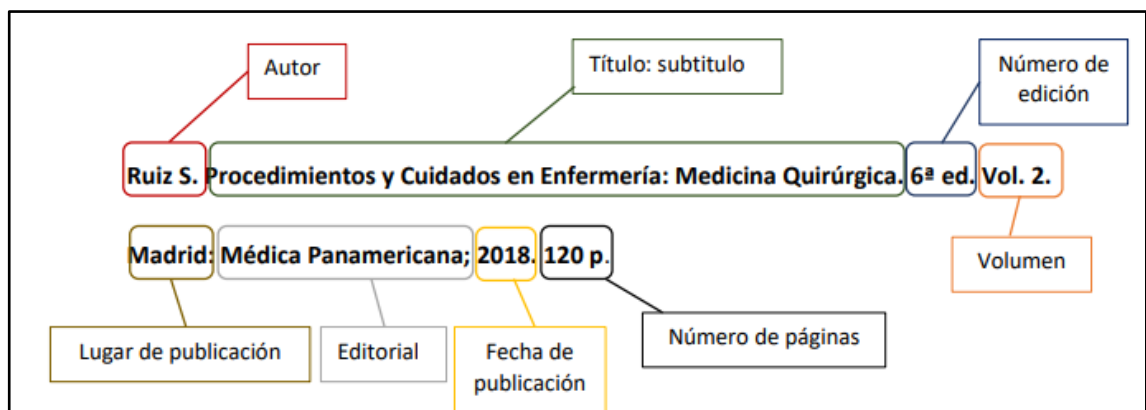 Autor
Título: subtitulo
Número de
edición
Ruiz S. Procedimientos y Cuidados en Enfermería: Medicina Quirúrgica. 6ª ed. Vol. 2.
Madrid: Médica Panamericana; 2018. 120 p.
Volumen
Lugar de publicación
Editorial
Fecha de
publicación
Número de páginas